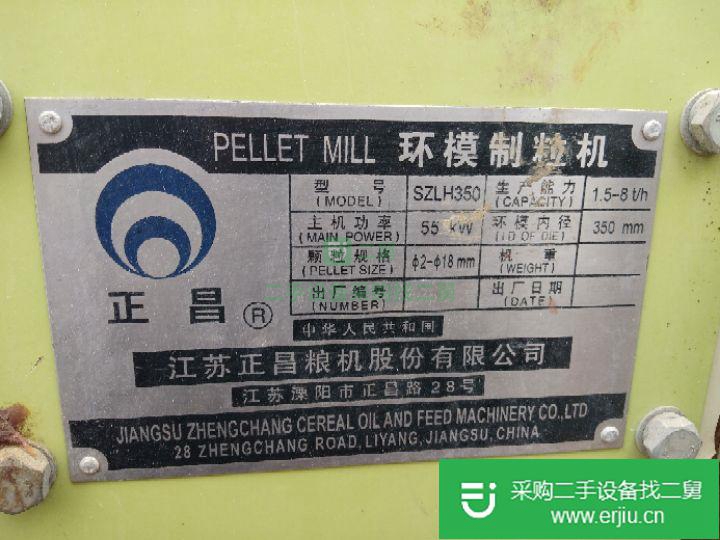 PELLET MILL 环模制粒机
型号 (MODEL) SZLH350 生产能力 (CAPACITY) 1.5-8 t/h
主机功率 (MAIN POWER) 55 kW 环模内径 (I D OF DIE) 350 mm
颗粒规格 (PELLET SIZE) ϕ2-ϕ18mm 机重 (WEIGHT)
出厂编号 (NUMBER) 出厂日期 (DATE)
正昌 ®
中华人民共和国
江苏正昌粮机股份有限公司
江苏溧阳市正昌路28号
JIANGSU ZHENGCHANG CEREAL OIL AND FEED MACHINERY CO.,LTD
28 ZHENGCHANG ROAD, LIYANG, JIANGSU, CHINA
采购二手设备找二舅
www.erjiu.cn